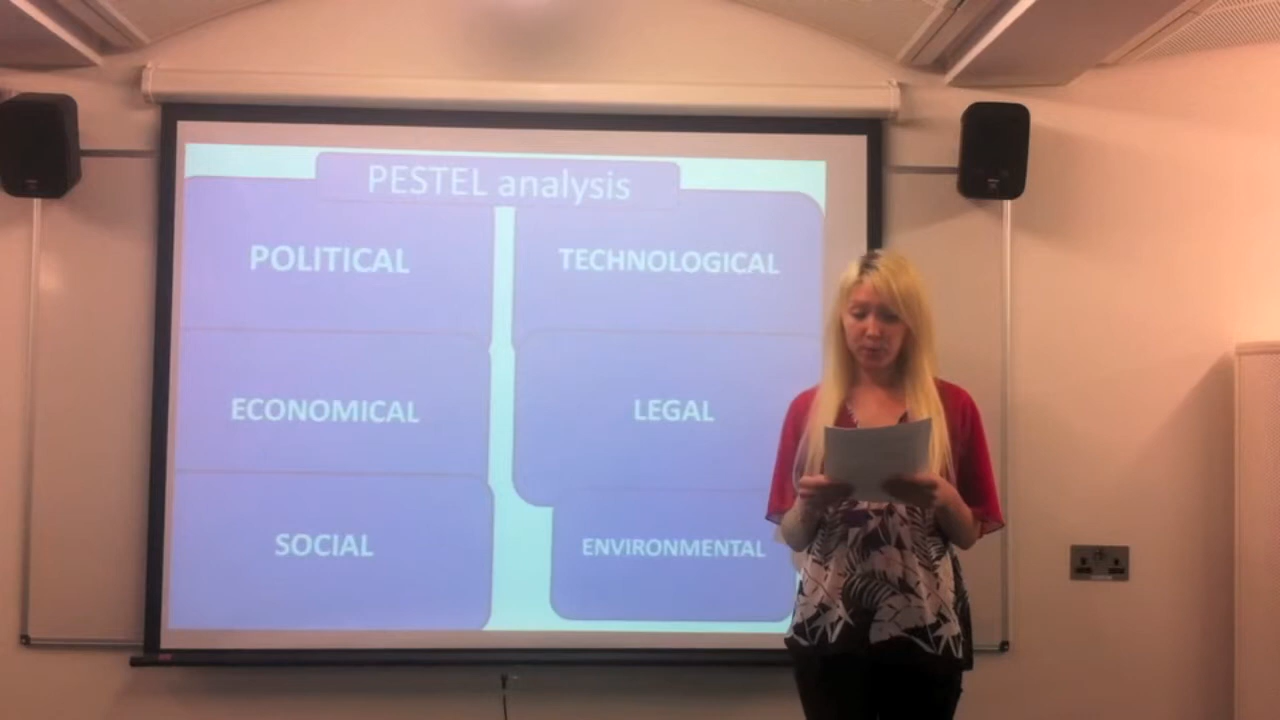 PESTEL analysis
POLITICAL
ECONOMICAL
SOCIAL
TECHNOLOGICAL
LEGAL
ENVIRONMENTAL